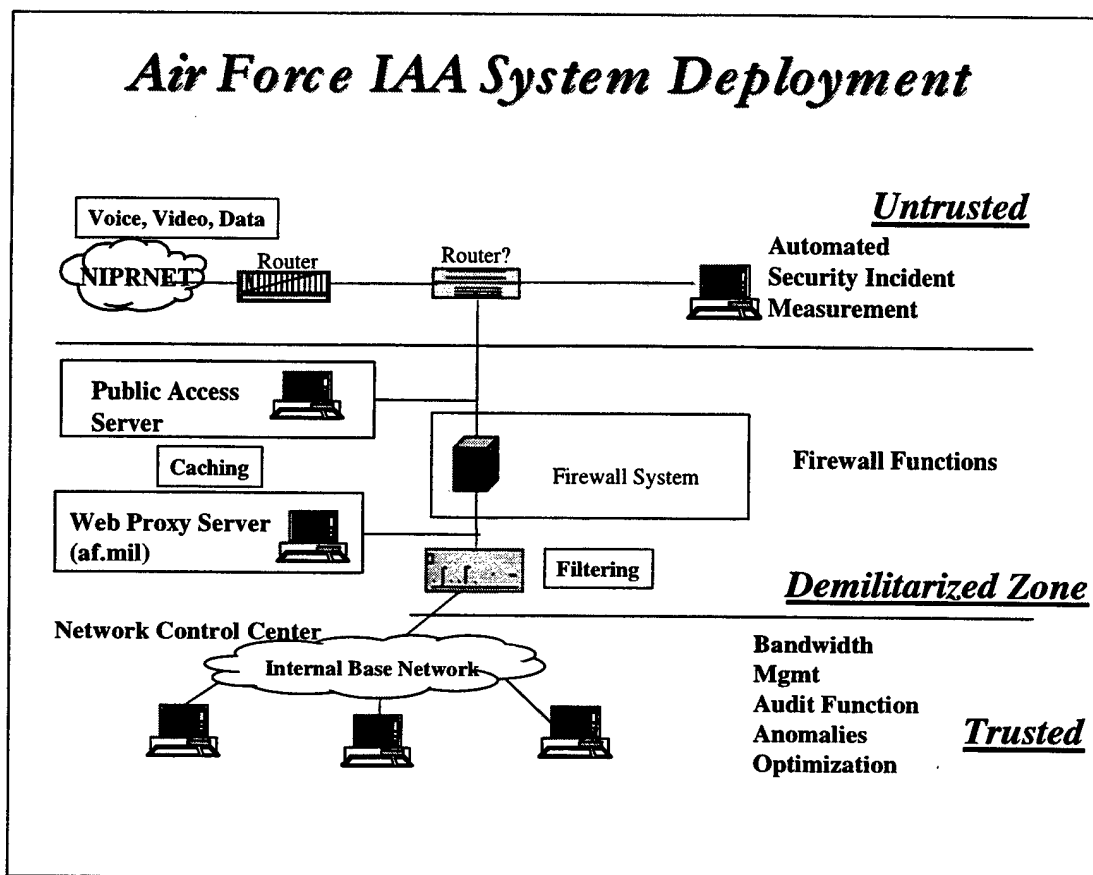 Air Force IAA System Deployment
Untrusted
Voice, Video, Data
NIPRNET
Router
Router?
Automated
Security Incident
Measurement
Public Access
Server
Caching
Firewall System
Firewall Functions
Web Proxy Server
(af.mil)
Filtering
Demilitarized Zone
Network Control Center
Internal Base Network
Bandwidth
Mgmt
Audit Function
Anomalies
Optimization
Trusted